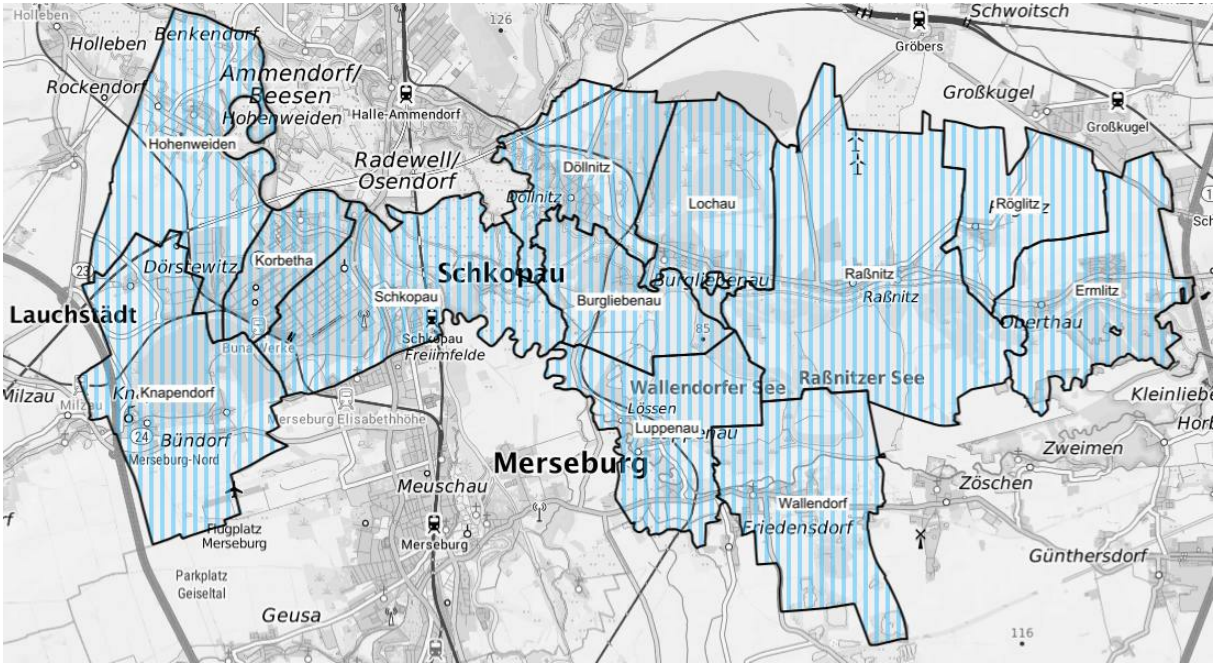 Holleben
Holleben
Benkendorf
Rockendorf
126
Schwoitsch
Gröbers
Ammendorf/
Beesen
Hohenweiden
Halle-Ammendorf
Großkugel
Großkugel
Hohenweiden
Radewell/
Osendorf
Döllnitz
Döllnitz
Lochau
Röglitz
23
Dörstewitz
Korbetha
Schkopau
Schkopau
Burgliebenau
Burgliebenau
Raßnitz
Raßnitz
Ermlitz
Oberthau
Lauchstädt
Buna Werke
Schkopau
Freiimfelde
85
Milzau
Milzau
Knapendorf
Wallendorfer See
Raßnitzer See
Lössen
Luppenau
Merseburg Elisabethhöhe
24
Bündorf
Merseburg-Nord
Merseburg
Meuschau
Zweimen
Zöschen
Wallendorf
Friedensdorf
Flugplatz
Merseburg
Merseburg
Günthersdorf
Parkplatz
Geiseltal
Geusa
116